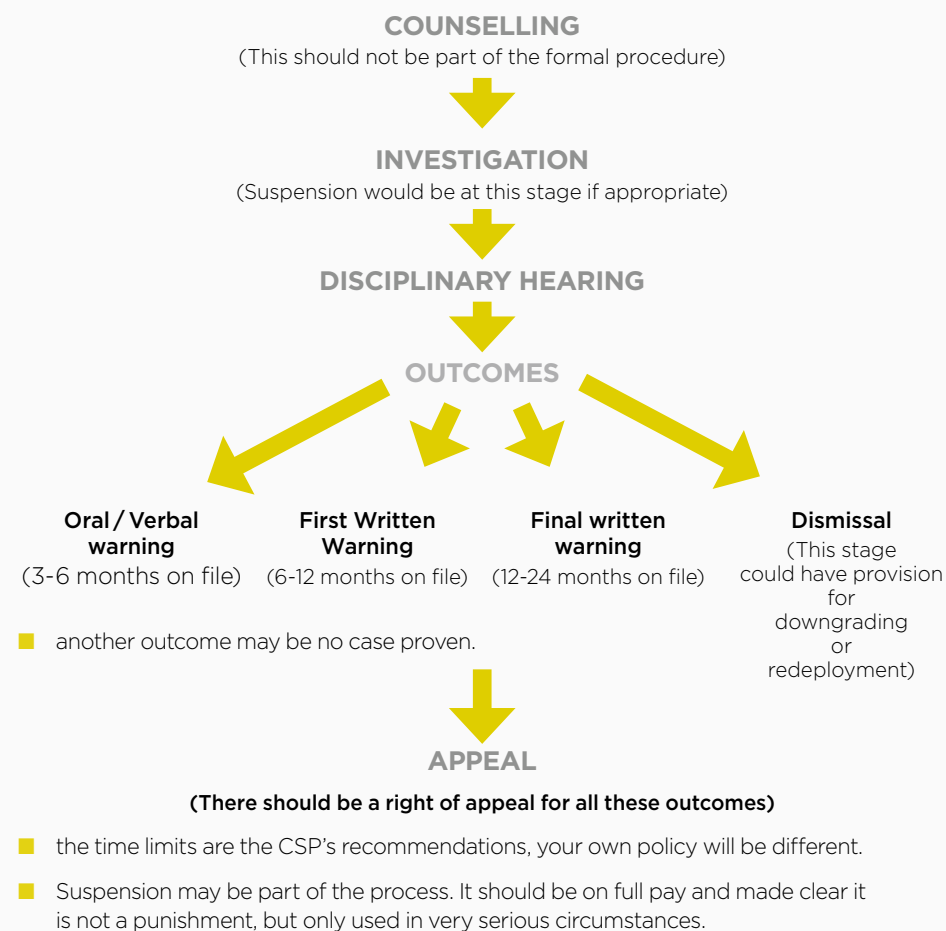 COUNSELLING
(This should not be part of the formal procedure)
INVESTIGATION
(Suspension would be at this stage if appropriate)
DISCIPLINARY HEARING
OUTCOMES
Oral / Verbal
warning
(3-6 months on file)
First Written
Warning
(6-12 months on file)
Final written
warning
(12-24 months on file)
Dismissal
(This stage
could have provision
for
downgrading
or
redeployment)
another outcome may be no case proven.
APPEAL
(There should be a right of appeal for all these outcomes)
the time limits are the CSP’s recommendations, your own policy will be different.
Suspension may be part of the process. It should be on full pay and made clear it
is not a punishment, but only used in very serious circumstances.